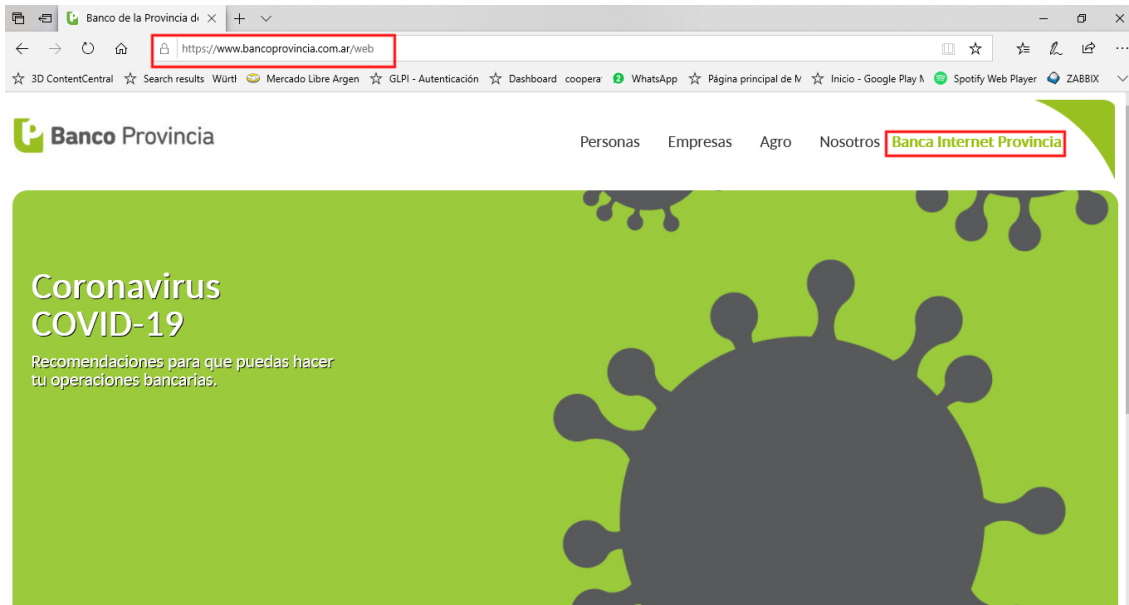 Banco de la Provincia de
https://www.bancoprovincia.com.ar/web
3D ContentCentral Search results Würtl Mercado Libre Argen GLPI - Autenticación Dashboard coopera 2 WhatsApp Página principal de M Inicio - Google Play M Spotify Web Player ZABBIX
Banco Provincia
Personas Empresas Agro Nosotros Banca Internet Provincia
Coronavirus
COVID-19
Recomendaciones para que puedas hacer
tu operaciones bancarias.